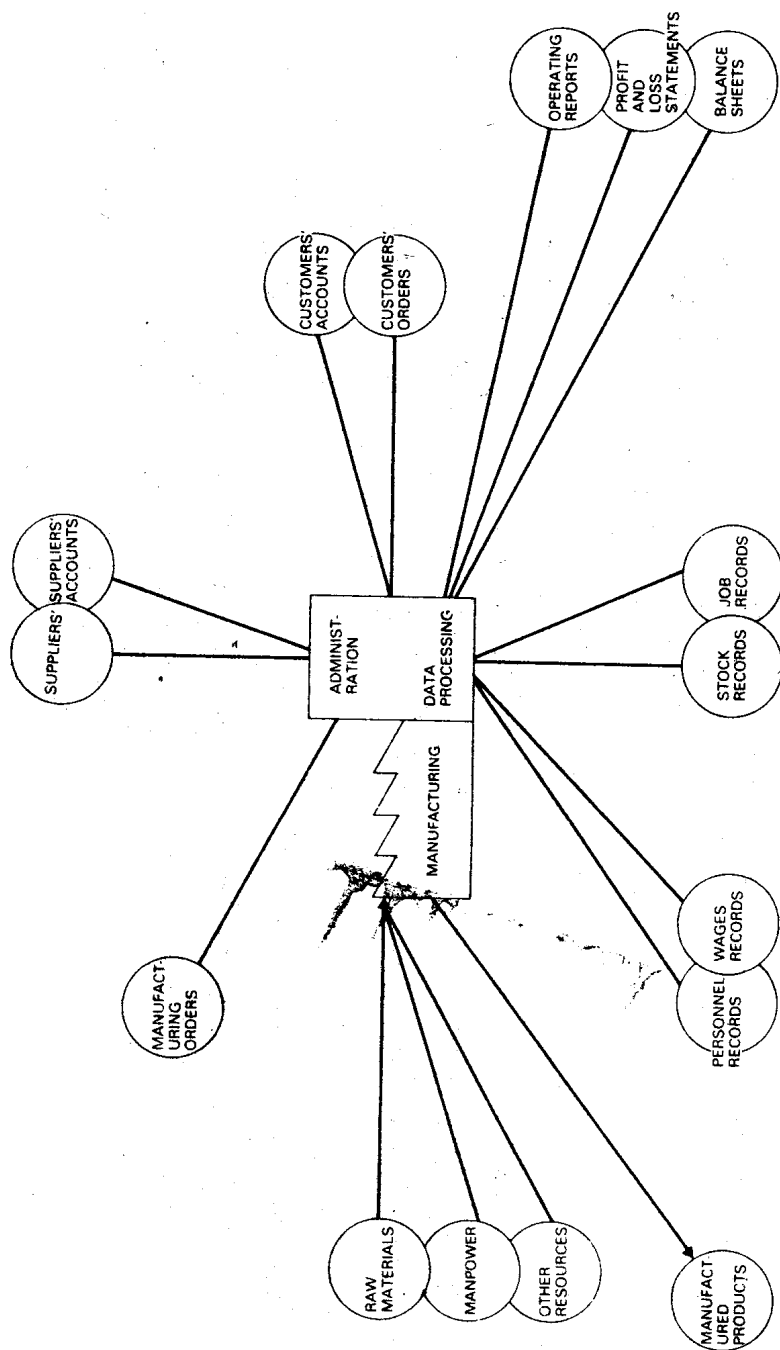 RAW
MATERIALS
MANPOWER
OTHER
RESOURCES
MANUFACT-
URED
PRODUCTS
MANUFACT-
URING
ORDERS
MANUFACTURING
PERSONNEL
RECORDS
WAGES
RECORDS
SUPPLIERS'
SUPPLIERS'
ACCOUNTS
ADMINIST-
RATION
DATA
PROCESSING
STOCK
RECORDS
JOB
RECORDS
CUSTOMERS'
ACCOUNTS
CUSTOMERS'
ORDERS
OPERATING
REPORTS
PROFIT
AND
LOSS
STATEMENTS
BALANCE
SHEETS